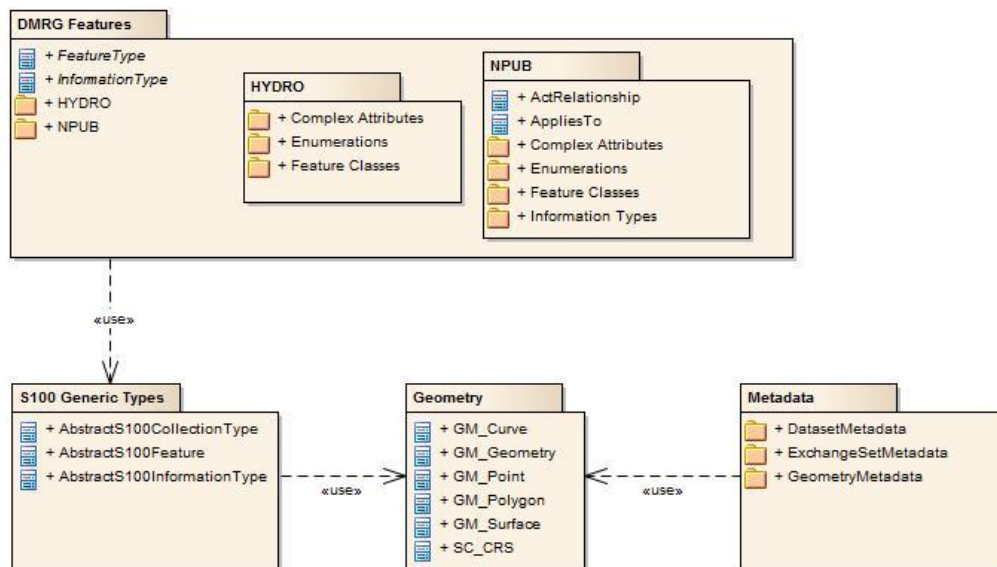 DMRG Features
+ FeatureType
+ InformationType
+ HYDRO
+ NPUB
HYDRO
+ Complex Attributes
+ Enumerations
+ Feature Classes
NPUB
+ ActRelationship
+ AppliesTo
+ Complex Attributes
+ Enumerations
+ Feature Classes
+ Information Types
«use»
S100 Generic Types
+ AbstractS100CollectionType
+ AbstractS100Feature
+ AbstractS100InformationType
«use»
Geometry
+ GM_Curve
+ GM_Geometry
+ GM_Point
+ GM_Polygon
+ GM_Surface
+ SC_CRS
«use»
Metadata
+ DatasetMetadata
+ ExchangeSetMetadata
+ GeometryMetadata